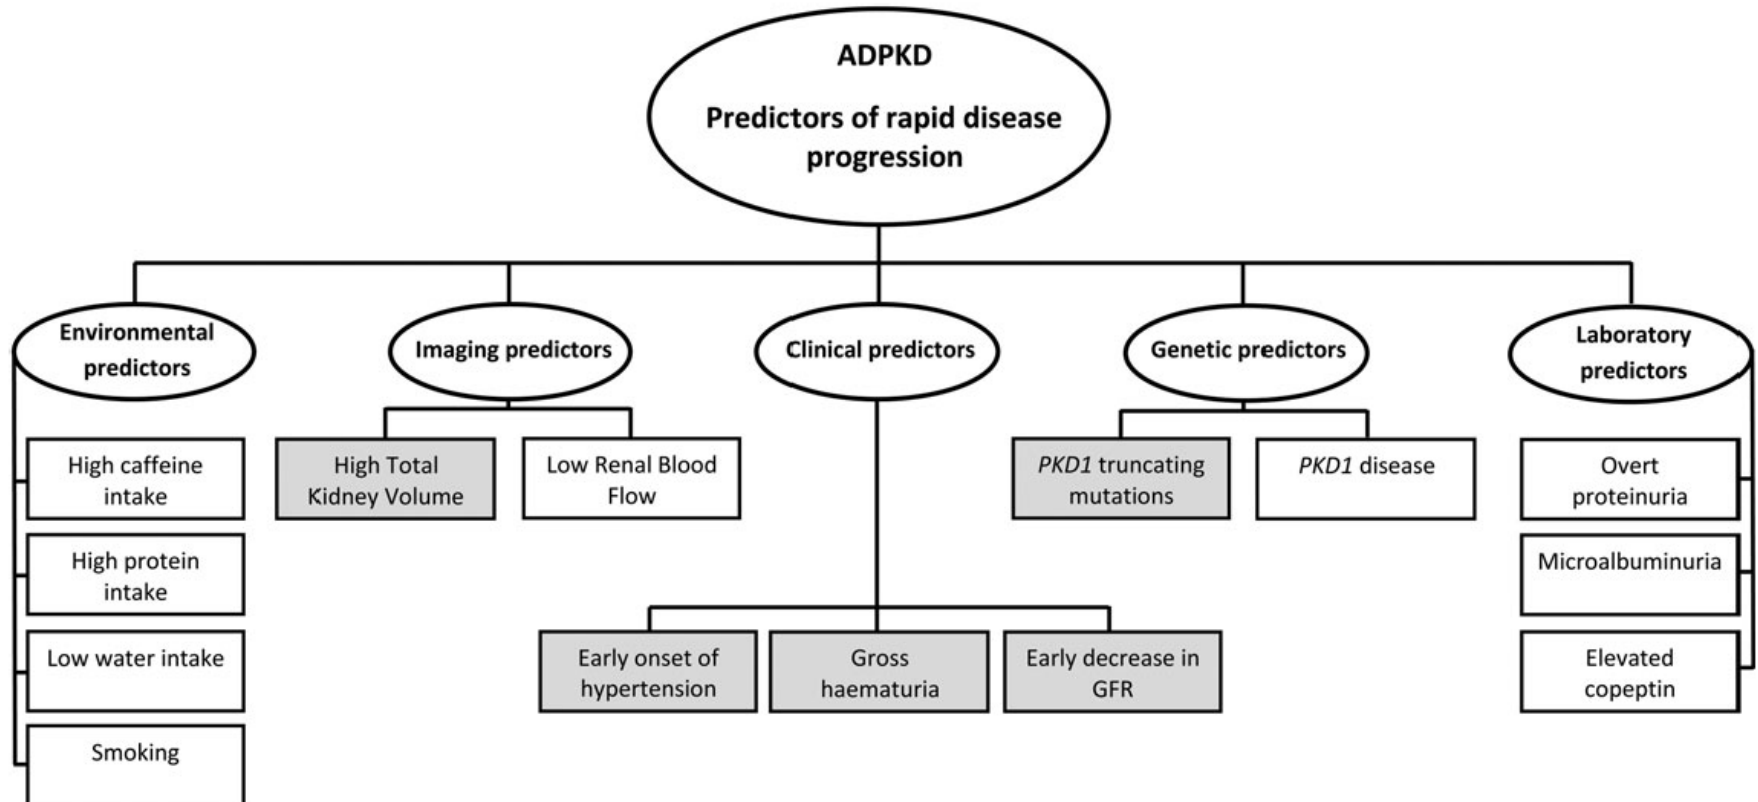 ADPKD
Predictors of rapid disease
progression
Environmental
predictors
Imaging predictors
Clinical predictors
Genetic predictors
Laboratory
predictors
High caffeine
intake
High protein
intake
Low water intake
Smoking
High Total
Kidney Volume
Low Renal Blood
Flow
Early onset of
hypertension
Gross
haematuria
Early decrease in
GFR
PKD1 truncating
mutations
PKD1 disease
Overt
proteinuria
Microalbuminuria
Elevated
copeptin